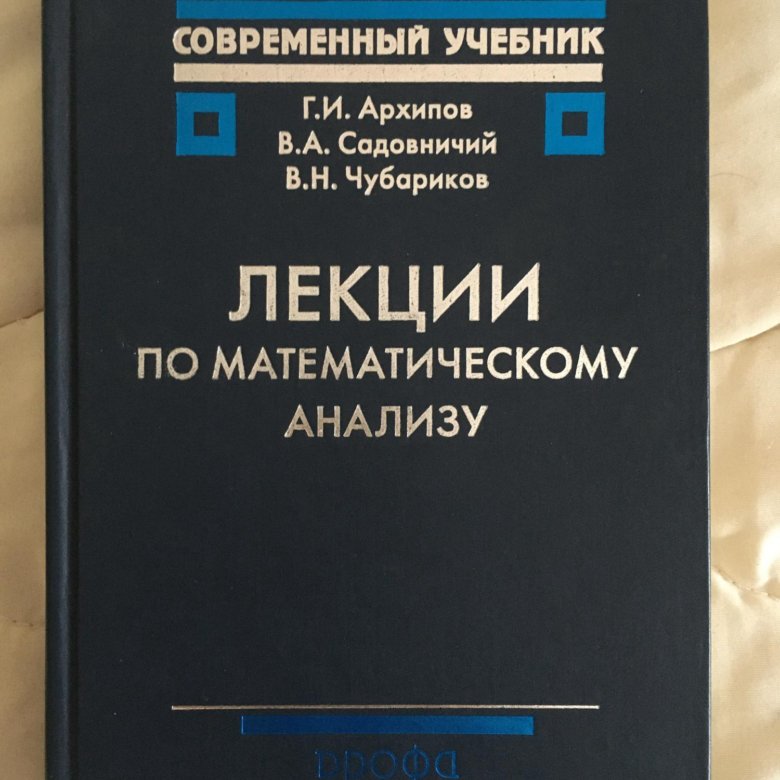 СОВРЕМЕННЫЙ УЧЕБНИК
Г.И. Архипов
В.А. Садовничий
В.Н. Чубариков
ЛЕКЦИИ
ПО МАТЕМАТИЧЕСКОМУ
АНАЛИЗУ